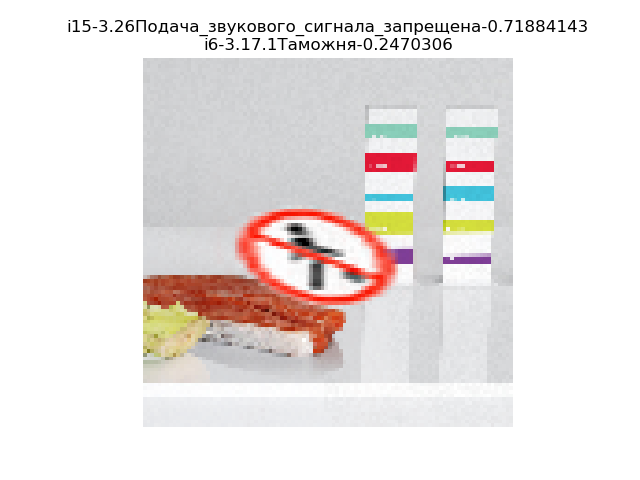 i15-3.26Подача_звукового_сигнала_запрещена-0.71884143
i6-3.17.1Таможня-0.2470306